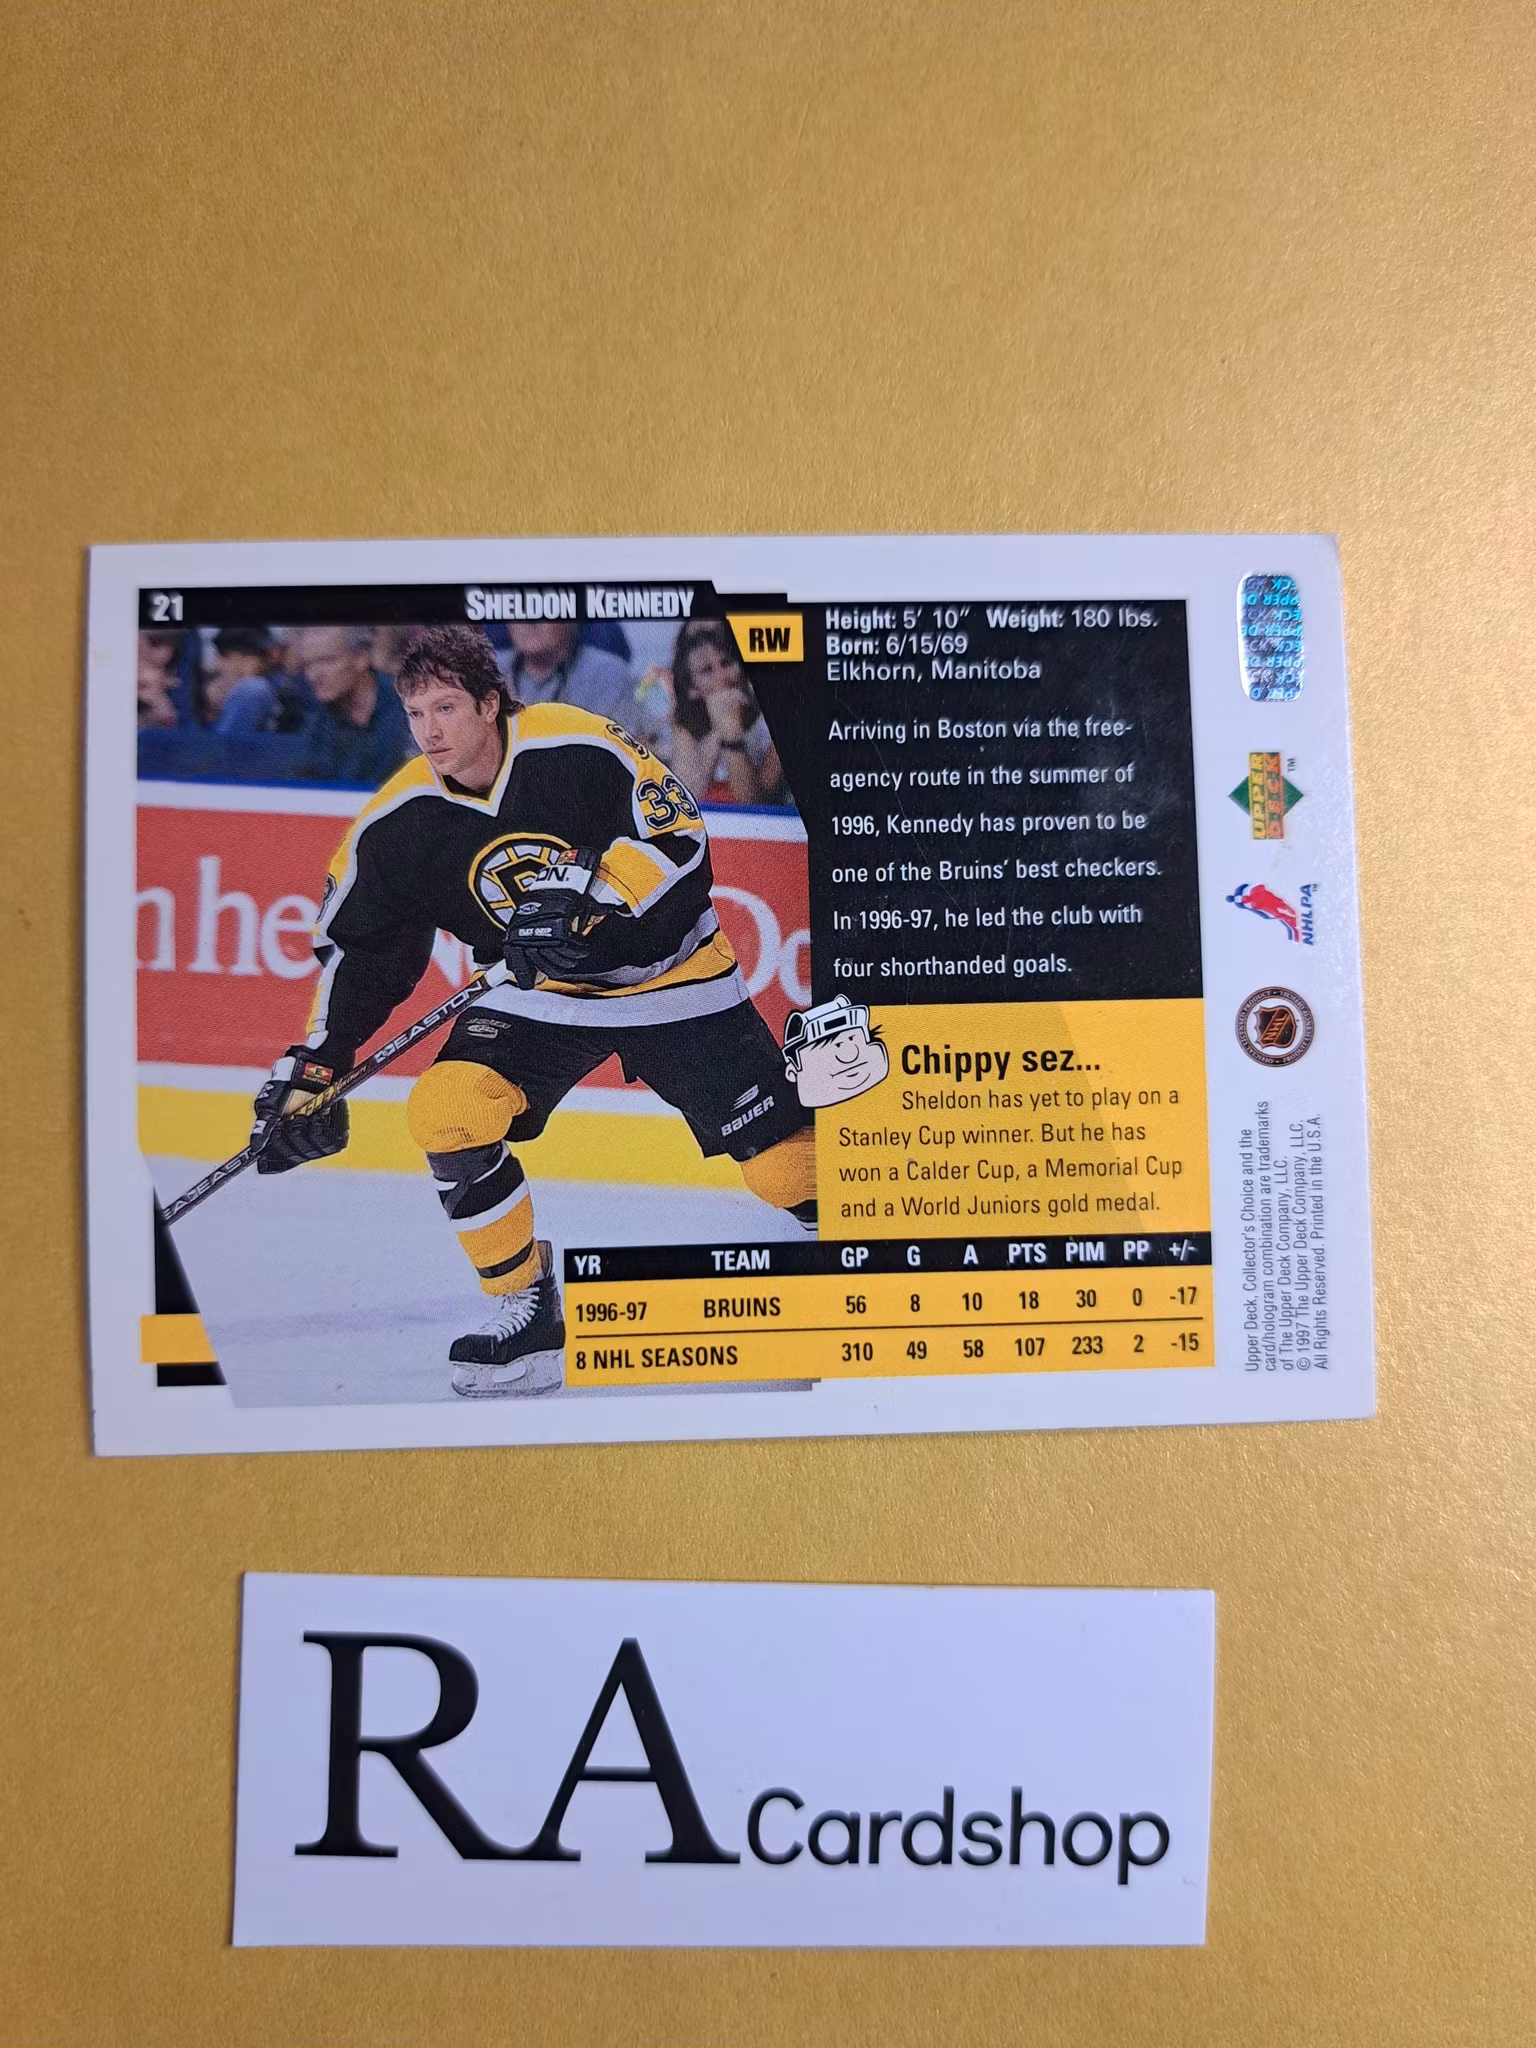 21 SHELDON KENNEDY
RW
Height: 5' 10" Weight: 180 lbs.
Born: 6/15/69
Elkhorn, Manitoba
Arriving in Boston via the free-
agency route in the summer of
1996, Kennedy has proven to be
one of the Bruins' best checkers.
In 1996-97, he led the club with
four shorthanded goals.
Chippy sez...
Sheldon has yet to play on a
Stanley Cup winner. But he has
won a Calder Cup, a Memorial Cup
and a World Juniors gold medal.
YR TEAM GP G A PTS PIM PP +/-
1996-97 BRUINS 56 8 10 18 30 0 -17
8 NHL SEASONS 310 49 58 107 233 2 -15
33
EASTON
BAUER
UPPER
DECK™
NHLPA™
NHL
Upper Deck, Collector's Choice and the
card/hologram combination are trademarks
of The Upper Deck Company, LLC.
© 1997 The Upper Deck Company, LLC.
All Rights Reserved. Printed in the U.S.A.
RA Cardshop